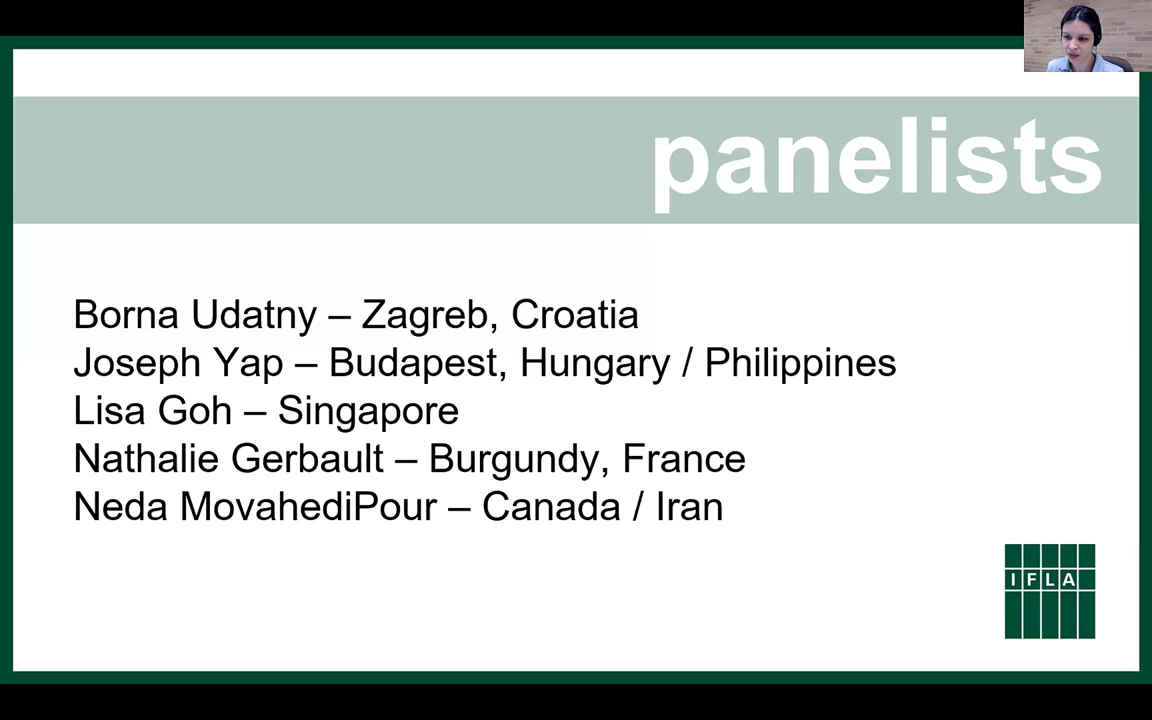 panelists
Borna Udatny – Zagreb, Croatia
Joseph Yap – Budapest, Hungary / Philippines
Lisa Goh – Singapore
Nathalie Gerbault – Burgundy, France
Neda MovahediPour – Canada / Iran
IFLA